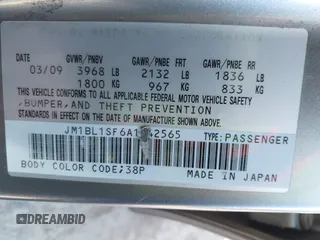 DATE GVWR/PNBV GAWR/PNBE FRT GAWR/PNBE RR
03/09 3968 LB 2132 LB 1836 LB
1800 KG 967 KG 833 KG
THIS VEHICLE CONFORMS TO ALL APPLICABLE
FEDERAL MOTOR VEHICLE SAFETY
,BUMPER,AND THEFT PREVENTION
STANDARDS IN EFFECT ON THE DATE OF
MANUFACTURE SHOWN ABOVE.
TYPE:PASSENGER
BODY COLOR CODE;38P MADE IN JAPAN
DREAMBID